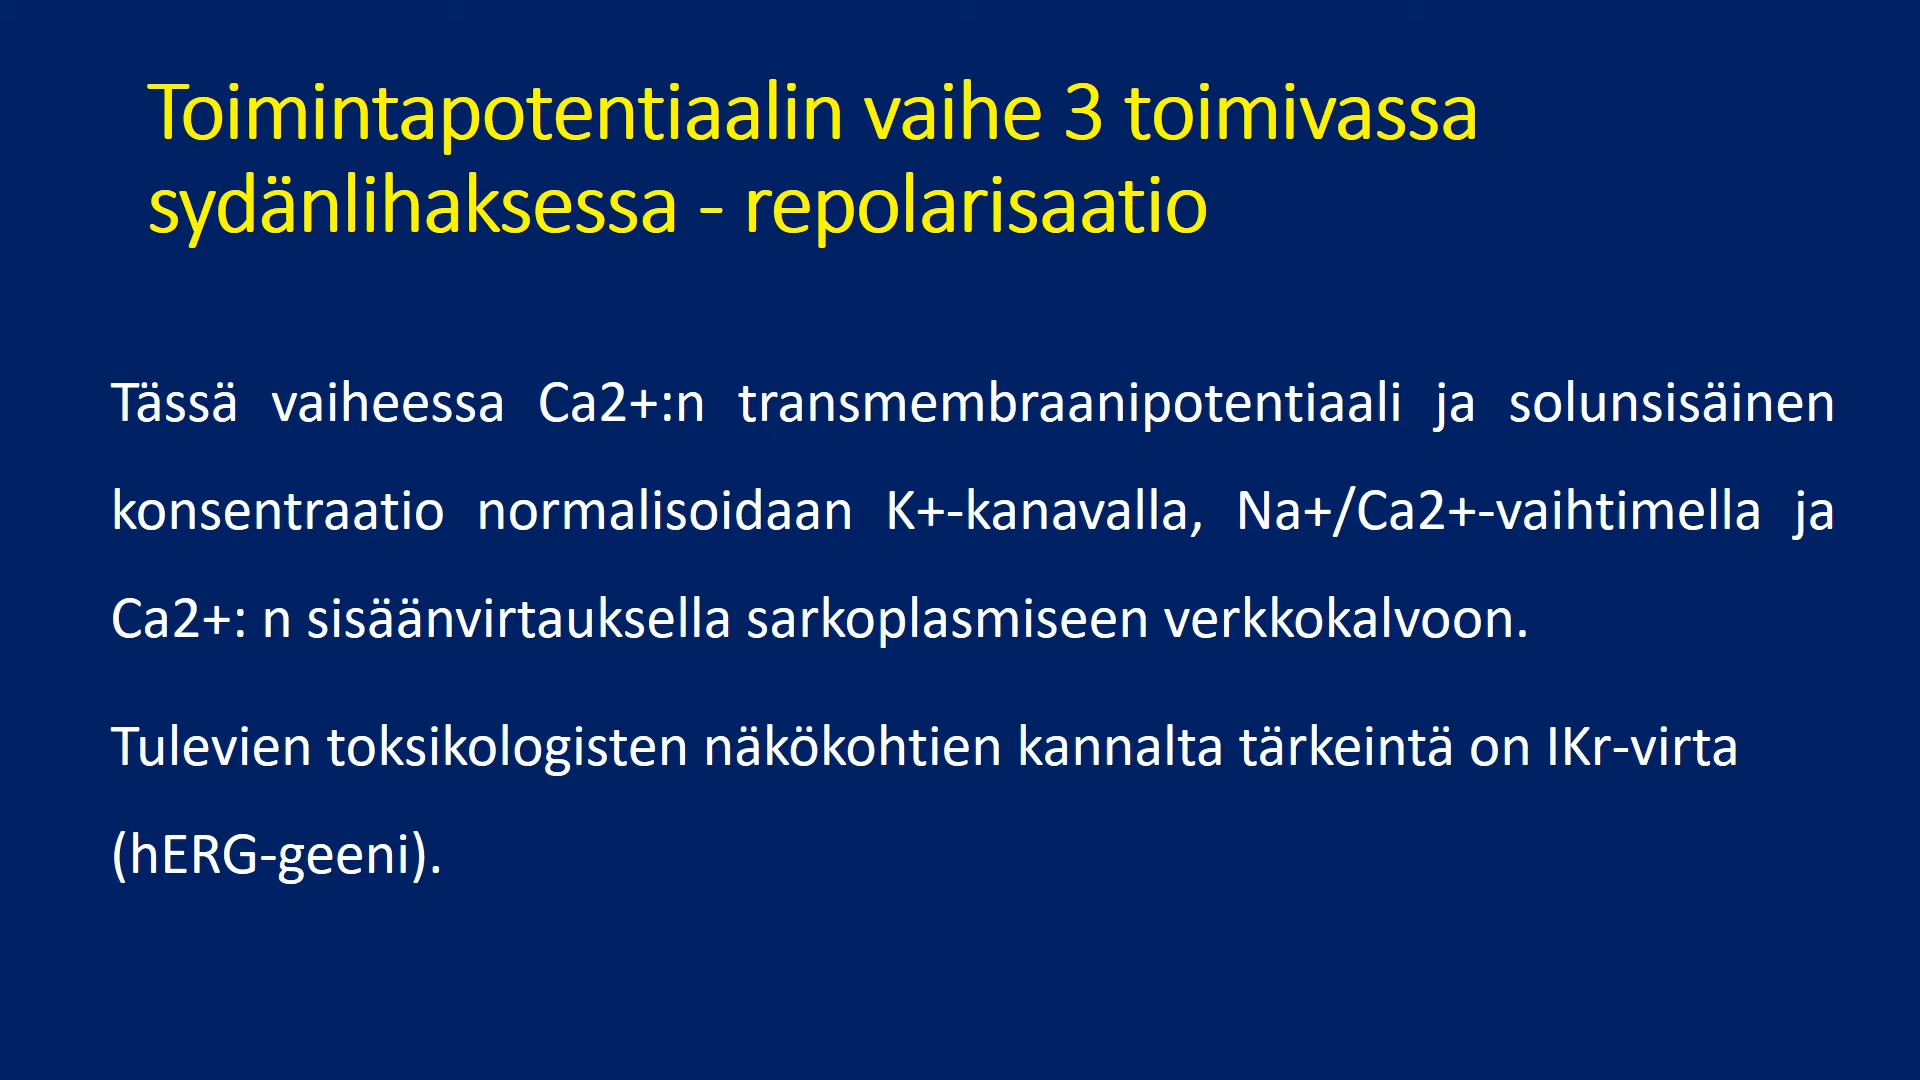 Toimintapotentiaalin vaihe 3 toimivassa
sydänlihaksessa - repolarisaatio
Tässä vaiheessa Ca2+:n transmembraanipotentiaali ja solunsisäinen
konsentraatio normalisoidaan K+-kanavalla, Na+/Ca2+-vaihtimella ja
Ca2+: n sisäänvirtauksella sarkoplasmiseen verkkokalvoon.
Tulevien toksikologisten näkökohtien kannalta tärkeintä on IKr-virta
(hERG-geeni).